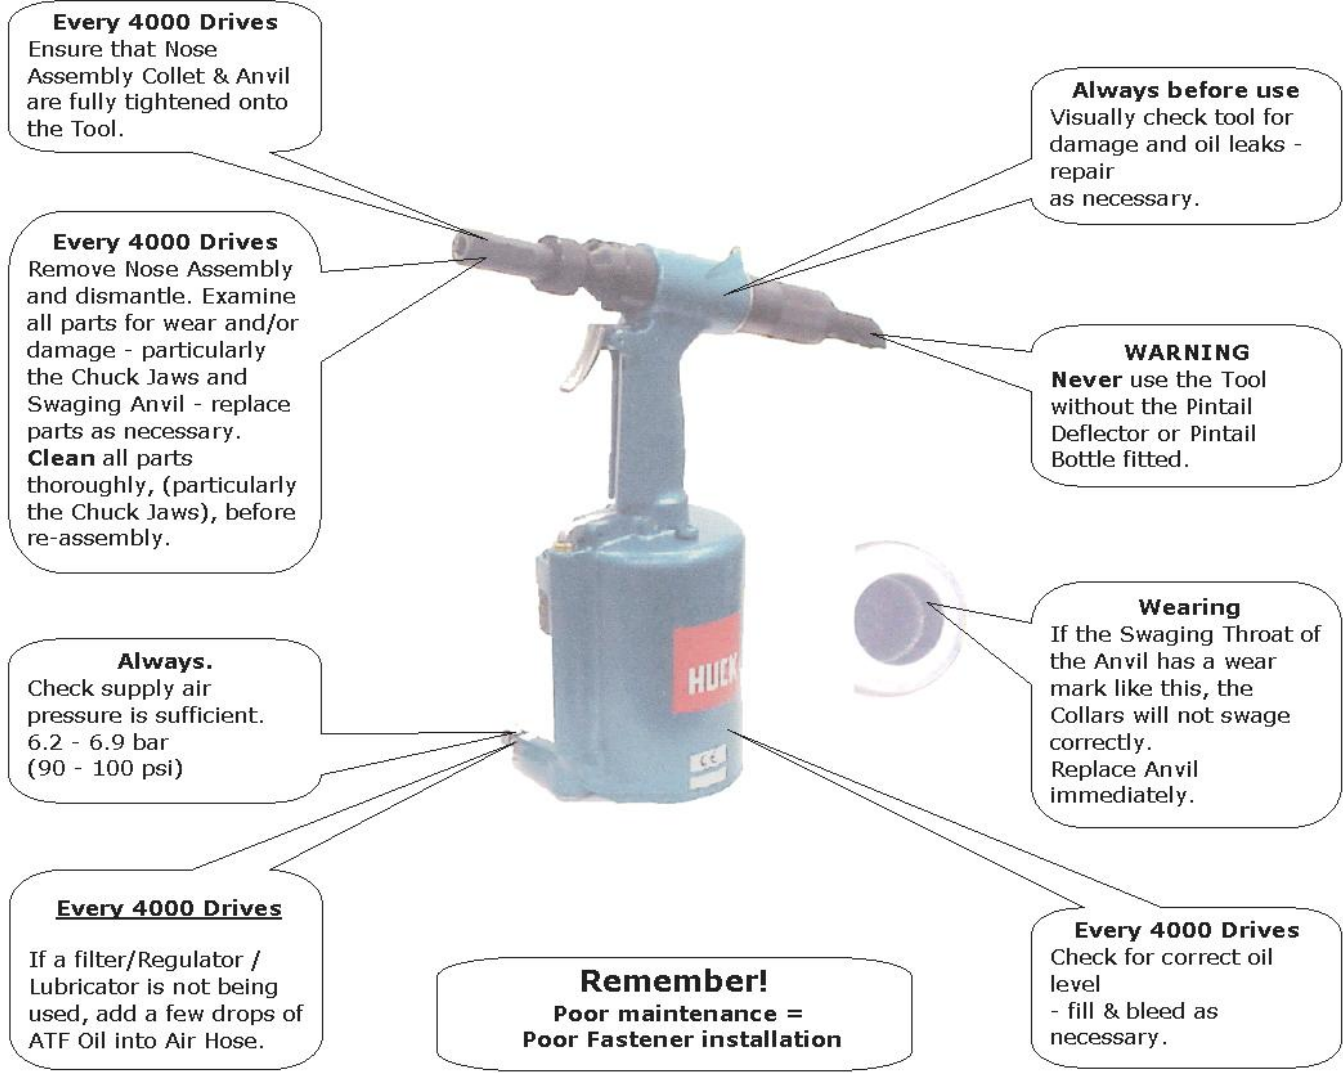 Every 4000 Drives
Ensure that Nose
Assembly Collet & Anvil
are fully tightened onto
the Tool.
Every 4000 Drives
Remove Nose Assembly
and dismantle. Examine
all parts for wear and/or
damage - particularly
the Chuck Jaws and
Swaging Anvil - replace
parts as necessary.
Clean all parts
thoroughly, (particularly
the Chuck Jaws), before
re-assembly.
Always.
Check supply air
pressure is sufficient.
6.2 - 6.9 bar
(90 - 100 psi)
Every 4000 Drives
If a filter/Regulator /
Lubricator is not being
used, add a few drops of
ATF Oil into Air Hose.
Always before use
Visually check tool for
damage and oil leaks -
repair
as necessary.
WARNING
Never use the Tool
without the Pintail
Deflector or Pintail
Bottle fitted.
Wearing
If the Swaging Throat of
the Anvil has a wear
mark like this, the
Collars will not swage
correctly.
Replace Anvil
immediately.
Every 4000 Drives
Check for correct oil
level
- fill & bleed as
necessary.
HUCK
CE
Remember!
Poor maintenance =
Poor Fastener installation